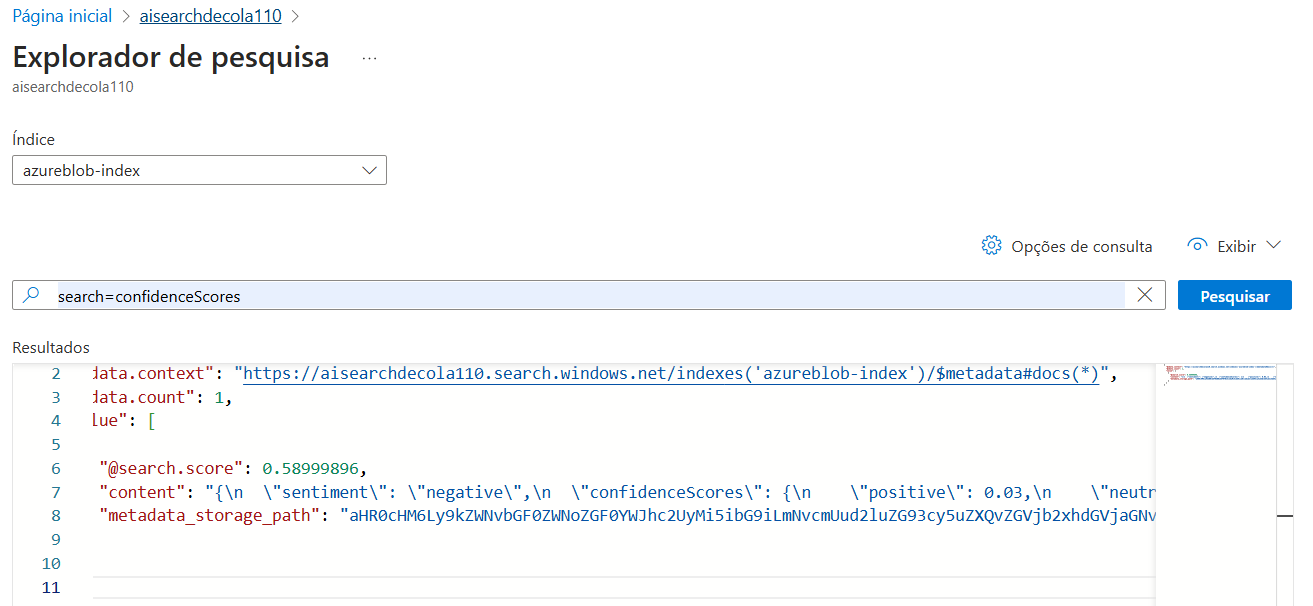 Página inicial > aisearchdecola110 >
Explorador de pesquisa ...
aisearchdecola110
Índice
azureblob-index
Opções de consulta Exibir
search=confidenceScores
Pesquisar
Resultados
2 data.context": "https://aisearchdecola110.search.windows.net/indexes('azureblob-index')/$metadata#docs(*)",
3 data.count": 1,
4 lue": [
5
6 "@search.score": 0.58999896,
7 "content": "{\n  \"sentiment\": \"negative\",\n  \"confidenceScores\": {\n    \"positive\": 0.03,\n    \"neutr
8 "metadata_storage_path": "aHR0cHM6Ly9kZWNvbGF0ZWNoZGF0YWJhc2UyMi5ibG9iLmNvcmUud2luZG93cy5uZXQvZGVjb2xhdGVjaGNv
9
10
11